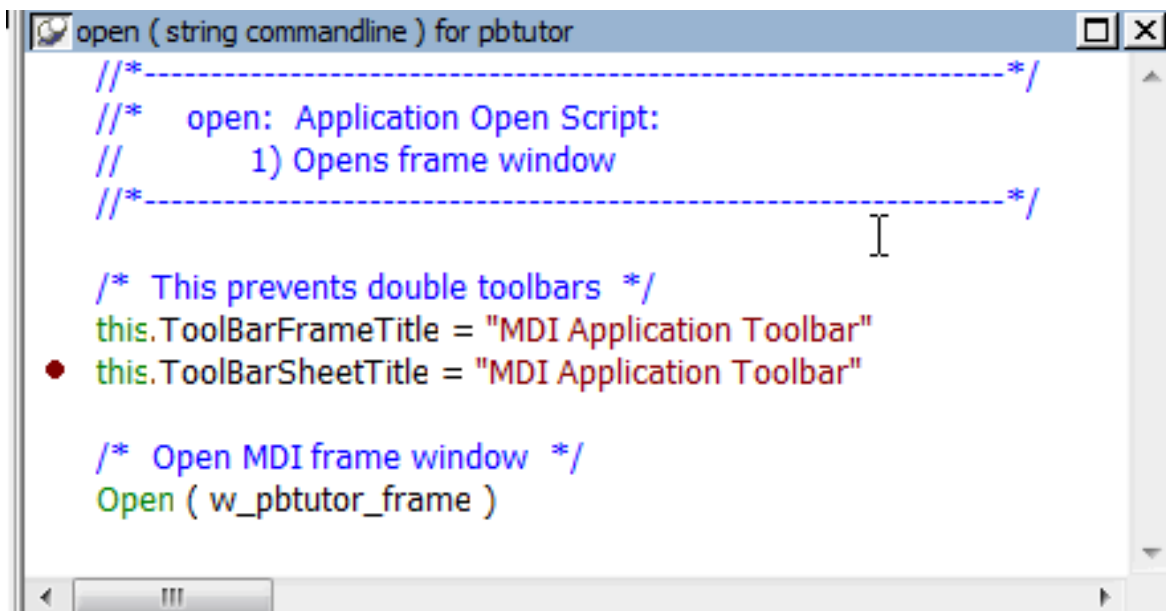 open ( string commandline ) for pbtutor
//*-----------------------------------------------------------------*/
//*    open:  Application Open Script:
//         1) Opens frame window
//*-----------------------------------------------------------------*/
/*  This prevents double toolbars  */
this.ToolBarFrameTitle = "MDI Application Toolbar"
this.ToolBarSheetTitle = "MDI Application Toolbar"
/*  Open MDI frame window  */
Open ( w_pbtutor_frame )